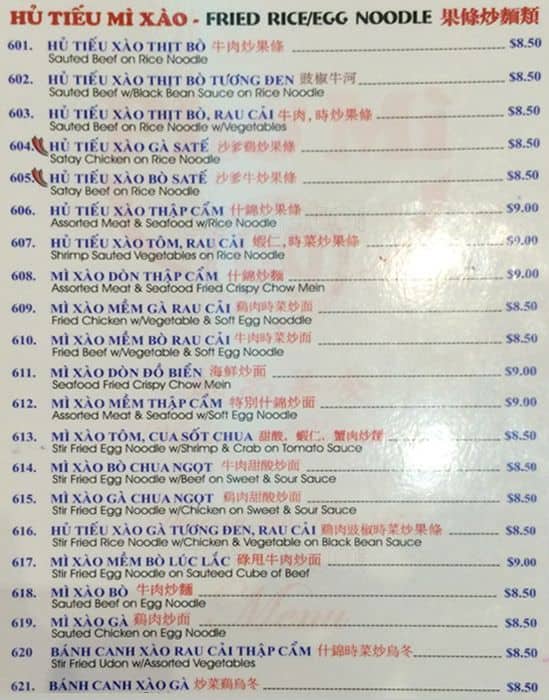 HỦ TIẾU MÌ XÀO - FRIED RICE/EGG NOODLE 果條炒麵類
601. HỦ TIẾU XÀO THỊT BÒ 牛肉炒果條 $8.50
Sauted Beef on Rice Noodle
602. HỦ TIẾU XÀO THỊT BÒ TƯƠNG ĐEN 豉椒牛河 $8.50
Sauted Beef w/Black Bean Sauce on Rice Noodle
603. HỦ TIẾU XÀO THỊT BÒ, RAU CẢI 牛肉,時炒果條 $8.50
Sauted Beef on Rice Noodle w/Vegetables
604. HỦ TIẾU XÀO GÀ SATẾ 沙爹鷄炒果條 $8.50
Satay Chicken on Rice Noodle
605. HỦ TIẾU XÀO BÒ SATẾ 沙爹牛炒果條 $8.50
Satay Beef on Rice Noodle
606. HỦ TIẾU XÀO THẬP CẨM 什錦炒果條 $9.00
Assorted Meat & Seafood w/Rice Noodle
607. HỦ TIẾU XÀO TÔM, RAU CẢI 蝦仁,時菜炒果條 $9.00
Shrimp Sauted Vegetables on Rice Noodle
608. MÌ XÀO DÒN THẬP CẨM 什錦炒麵 $9.00
Assorted Meat & Seafood Fried Crispy Chow Mein
609. MÌ XÀO MỀM GÀ RAU CẢI 鷄肉時菜炒面 $8.50
Fried Chicken w/Vegetable & Soft Egg Nooddle
610. MÌ XÀO MỀM BÒ RAU CẢI 牛肉時菜炒面 $8.50
Fried Beef w/Vegetable & Soft Egg Noodle
611. MÌ XÀO DÒN ĐỒ BIỂN 海鮮炒面 $9.00
Seafood Fried Crispy Chow Mein
612. MÌ XÀO MỀM THẬP CẨM 特別什錦炒面 $9.00
Assorted Meat & Seafood w/Soft Egg Noodle
613. MÌ XÀO TÔM, CUA SỐT CHUA 甜酸, 蝦仁, 蟹肉炒面 $8.50
Stir Fried Egg Noodle w/Shrimp & Crab on Tomato Sauce
614. MÌ XÀO BÒ CHUA NGỌT 牛肉甜酸炒面 $8.50
Stir Fried Egg Noodle w/Beef on Sweet & Sour Sauce
615. MÌ XÀO GÀ CHUA NGỌT 鷄肉甜酸炒面 $8.50
Stir Fried Egg Noodle w/Chicken on Sweet & Sour Sauce
616. HỦ TIẾU XÀO GÀ TƯƠNG ĐEN, RAU CẢI 鷄肉豉椒時菜炒果條 $8.50
Stir Fried Rice Noodle w/Chicken & Vegetable on Black Bean Sauce
617. MÌ XÀO MỀM BÒ LÚC LẮC 碌甩牛肉炒面 $9.00
Stir Fried Egg Noodle on Sauteed Cube of Beef
618. MÌ XÀO BÒ 牛肉炒麵 $8.50
Sauted Beef on Egg Noodle
619. MÌ XÀO GÀ 鷄肉炒面 $8.50
Sauted Chicken on Egg Noodle
620 BÁNH CANH XÀO RAU CẢI THẬP CẨM 什錦時菜炒烏冬 $8.50
Stir Fried Udon w/Assorted Vegetables
621. BÁNH CANH XÀO GÀ 炒菜鷄烏冬 $8.50